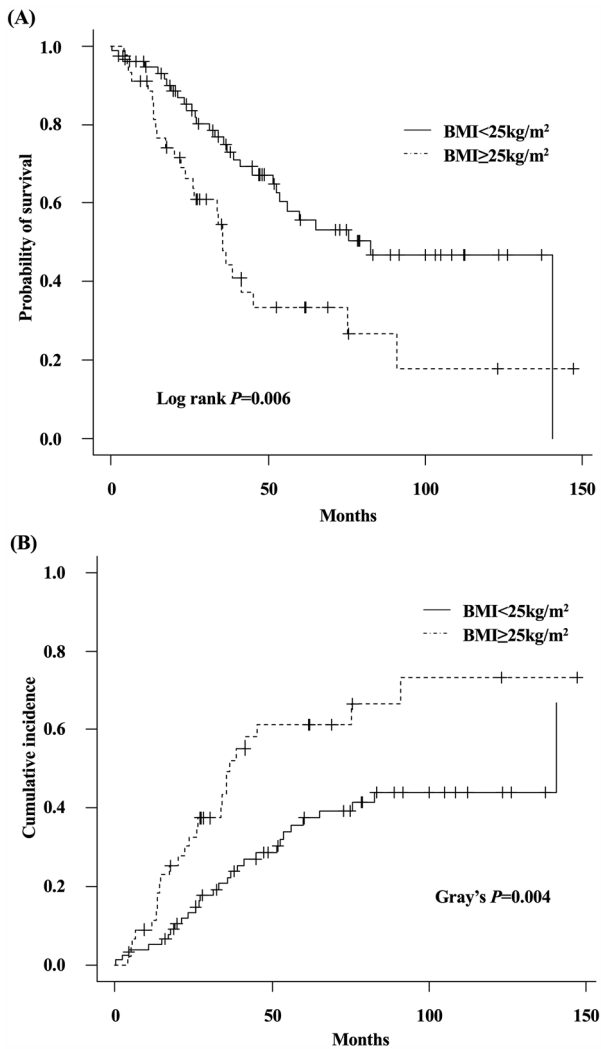 (A)
1.0
0.8
0.6
0.4
0.2
0.0
Probability of survival
BMI<25kg/m²
BMI≥25kg/m²
Log rank P=0.006
0 50 100 150
Months
(B)
1.0
0.8
0.6
0.4
0.2
0.0
Cumulative incidence
BMI<25kg/m²
BMI≥25kg/m²
Gray's P=0.004
0 50 100 150
Months